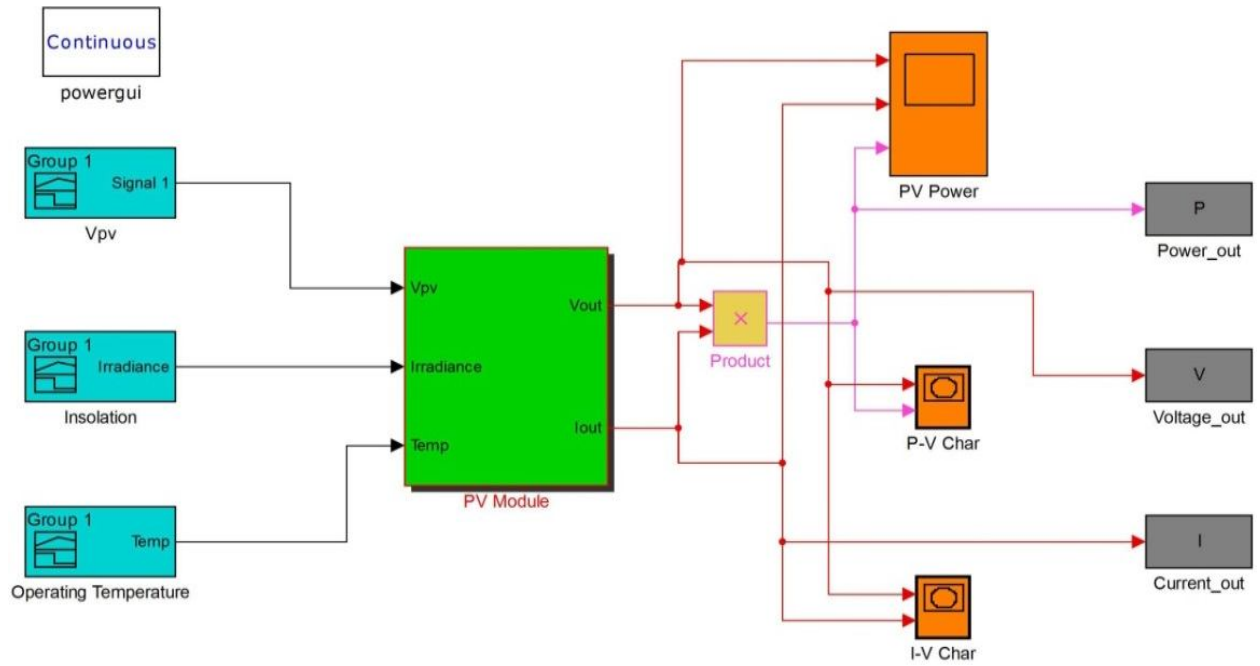 Continuous
powergui
Group 1
Signal 1
Vpv
Group 1
Irradiance
Insolation
Group 1
Temp
Operating Temperature
Vpv
Irradiance
Temp
Vout
Iout
PV Module
×
Product
PV Power
P-V Char
I-V Char
P
Power_out
V
Voltage_out
I
Current_out